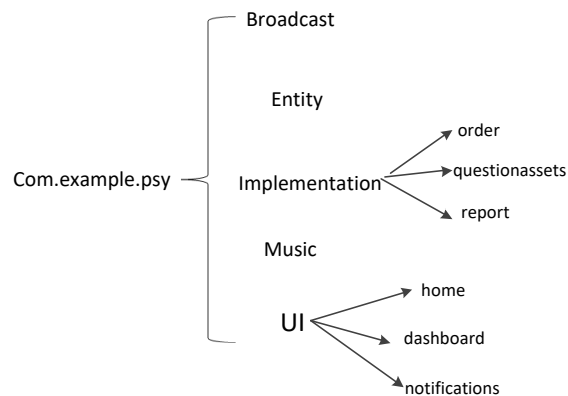 Broadcast
Entity
order
Com.example.psy
Implementation
questionassets
report
Music
home
UI
dashboard
notifications